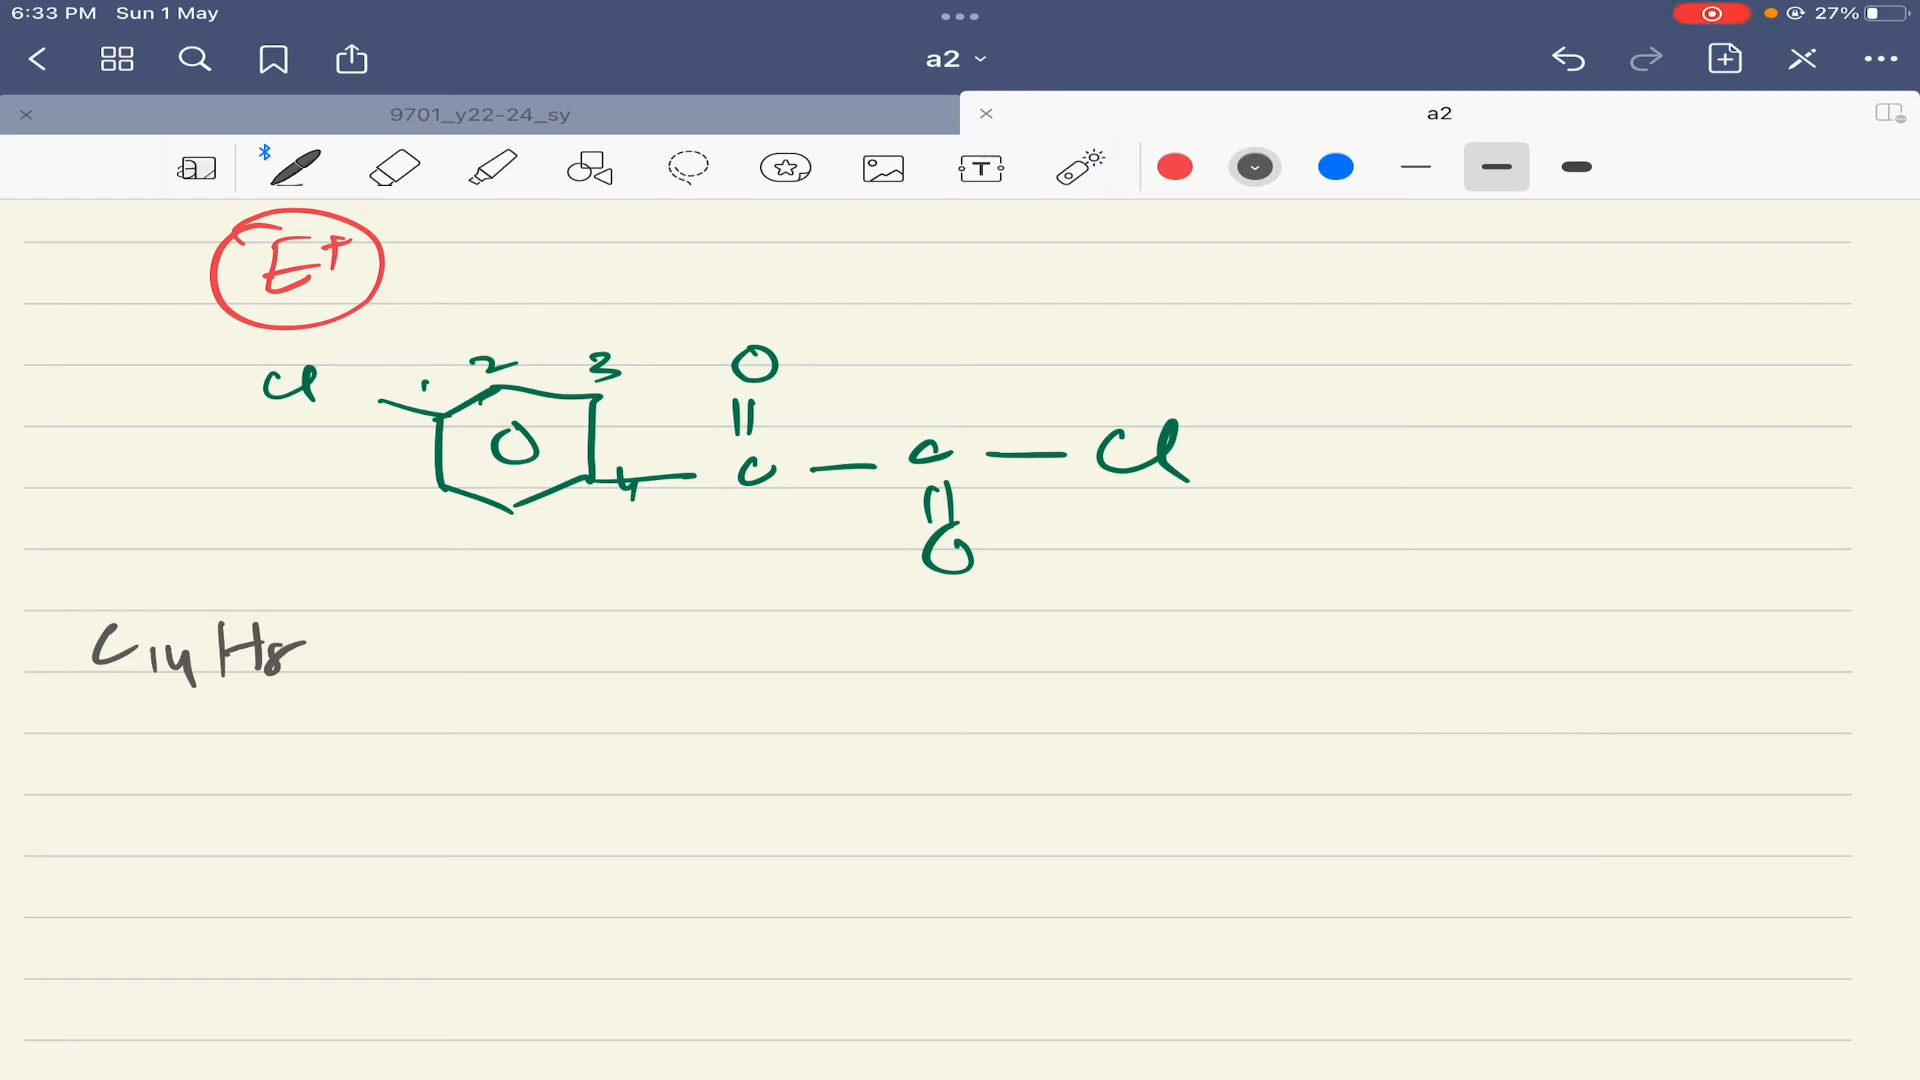 6:33 PM Sun 1 May
27%
a2
9701_y22-24_sy
a2
E+
Cl 1 2 3 O
O
4 C C Cl
O
C14 H8